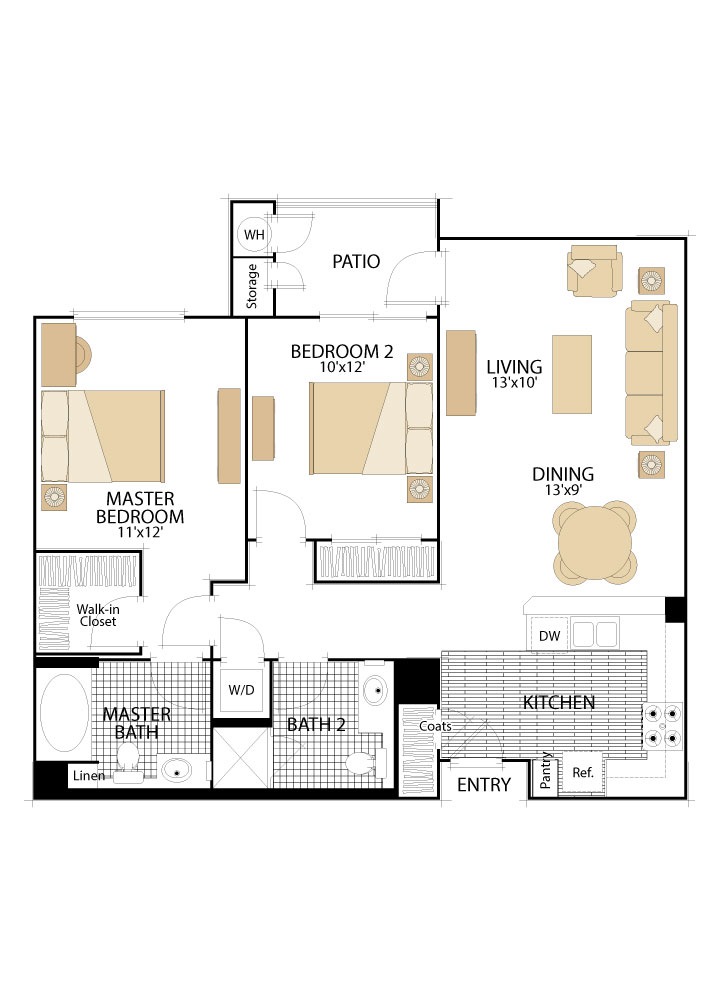 WH
PATIO
Storage
BEDROOM 2
10'x12'
LIVING
13'x10'
DINING
13'x9'
MASTER
BEDROOM
11'x12'
Walk-in
Closet
DW
W/D
KITCHEN
MASTER
BATH
BATH 2
Coats
Linen
ENTRY
Pantry
Ref.